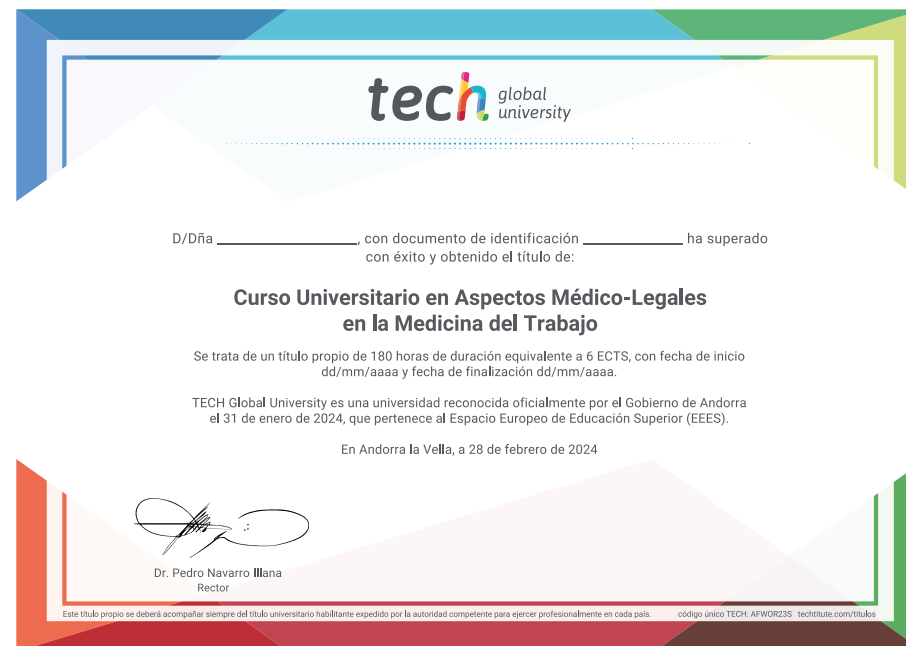 tech global university
D/Dña ______________, con documento de identificación __________ ha superado
con éxito y obtenido el título de:
Curso Universitario en Aspectos Médico-Legales
en la Medicina del Trabajo
Se trata de un título propio de 180 horas de duración equivalente a 6 ECTS, con fecha de inicio
dd/mm/aaaa y fecha de finalización dd/mm/aaaa.
TECH Global University es una universidad reconocida oficialmente por el Gobierno de Andorra
el 31 de enero de 2024, que pertenece al Espacio Europeo de Educación Superior (EEES).
En Andorra la Vella, a 28 de febrero de 2024
Dr. Pedro Navarro Illana
Rector
Este título propio se deberá acompañar siempre del título universitario habilitante expedido por la autoridad competente para ejercer profesionalmente en cada país. código único TECH: AFWOR23S techtitute.com/titulos